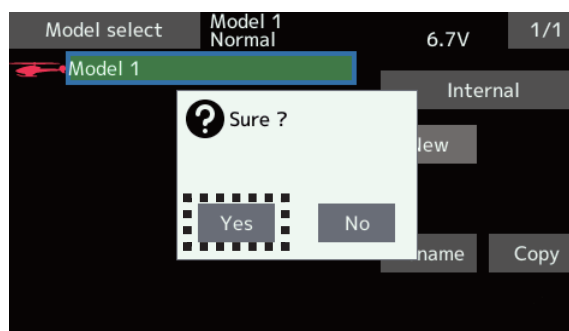 Model select
Model 1
Normal
6.7V
1/1
Model 1
Internal
Sure ?
Yes
No
Copy